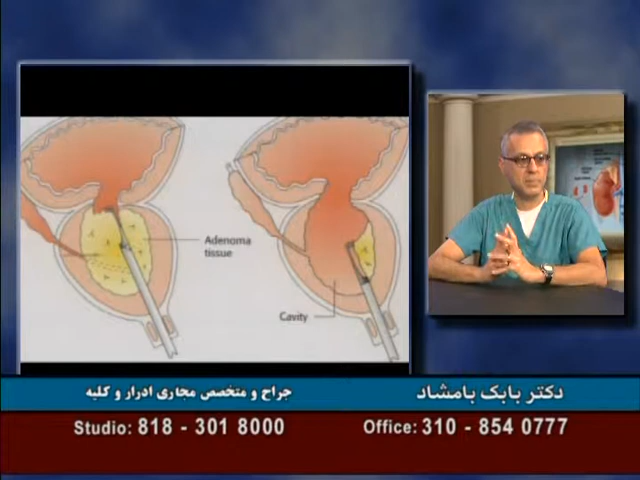 Adenoma
tissue
Cavity
دکتر بابک بامشاد
جراح و متخصص مجاری ادرار و کلیه
Studio: 818 - 301 8000
Office: 310 - 854 0777